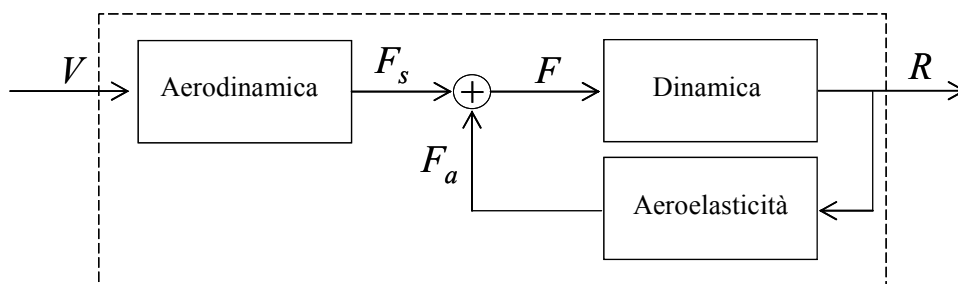 V
Aerodinamica
F_s
+
F
Dinamica
R
F_a
Aeroelasticità